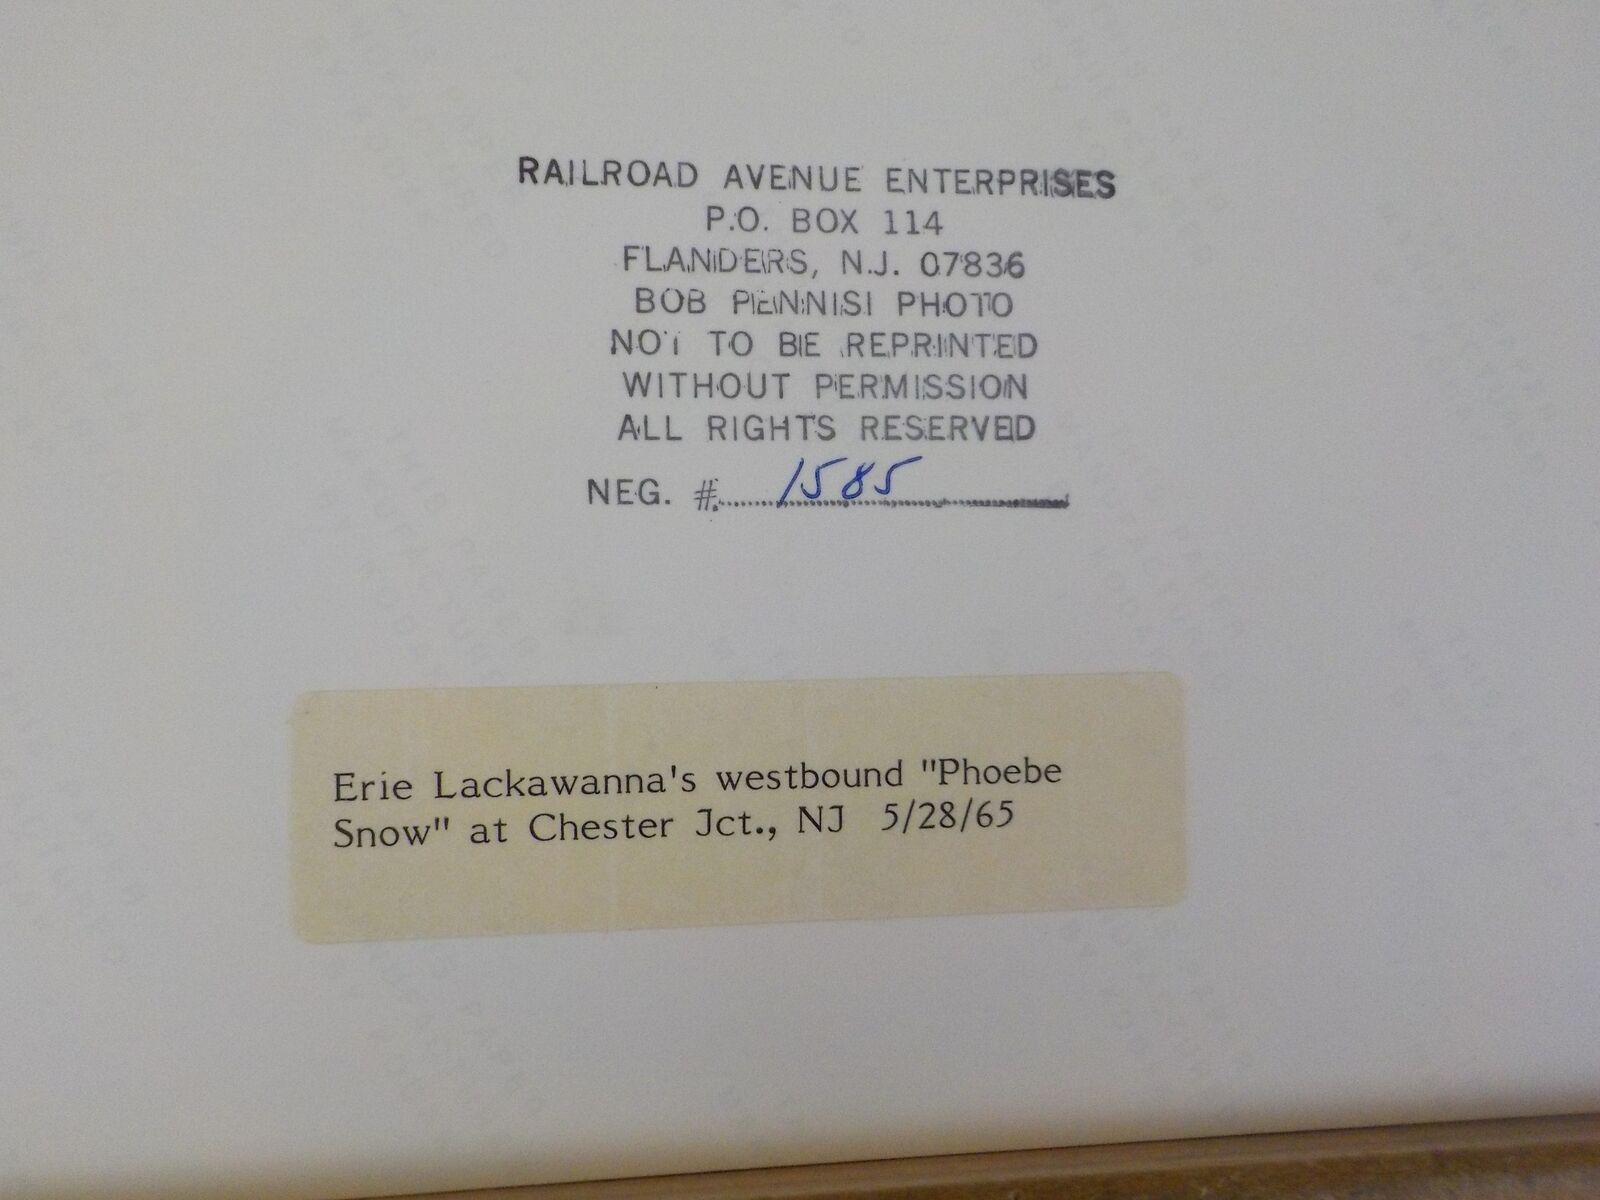 RAILROAD AVENUE ENTERPRISES
P.O. BOX 114
FLANDERS, N.J. 07836
BOB PENNISI PHOTO
NOT TO BE REPRINTED
WITHOUT PERMISSION
ALL RIGHTS RESERVED
NEG. # 1585
Erie Lackawanna's westbound "Phoebe
Snow" at Chester Jct., NJ 5/28/65